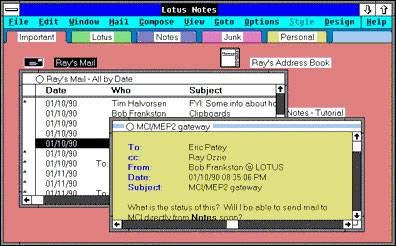 Lotus Notes
File Edit Window Mail Compose View Goto Options Style Design Help
Important Lotus Notes Junk Personal
Ray's Mail Ray's Address Book
Ray's Mail - All by Date
Date Who Subject
01/10/90 Tim Halvorsen FYI: Some info about ho
01/10/90 Bob Frankston Clipboards
01/10/90
01/10/90
01/10/90
* 01/10/90 To:
* 01/11/90
* 01/11/90 To:
* 01/11/90
Notes - Tutorial
MCI/MEP2 gateway
To: Eric Patey
cc: Ray Ozzie
From: Bob Frankston @ LOTUS
Date: 01/10/90 08:35:06 PM
Subject: MCI/MEP2 gateway
What is the status of this? Will I be able to send mail to
MCI directly from Notes soon?